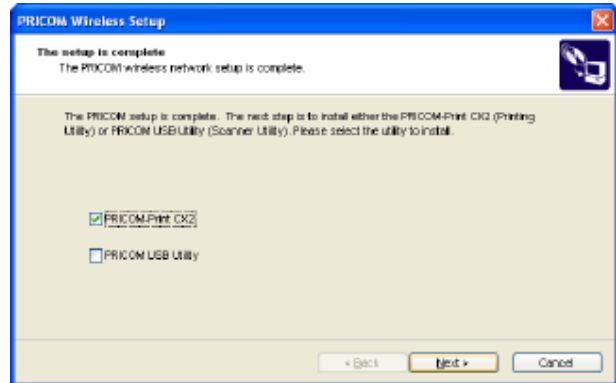 PRICOM Wireless Setup
The setup is complete
The PRICOM wireless network setup is complete.
The PRICOM setup is complete. The next step is to install either the PRICOM-Print CX2 (Printing
Utility) or PRICOM USB Utility (Scanner Utility). Please select the utility to install.
PRICOM-Print CX2
PRICOM USB Utility
< Back
Next >
Cancel